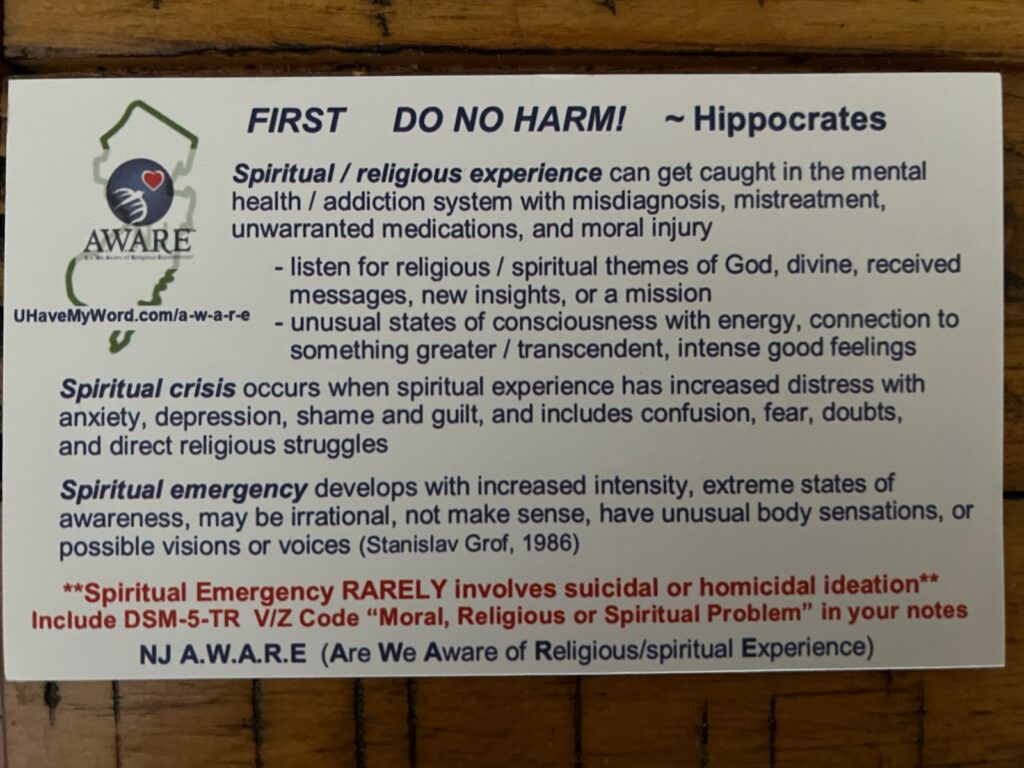 FIRST DO NO HARM! ~ Hippocrates
Spiritual / religious experience can get caught in the mental
health / addiction system with misdiagnosis, mistreatment,
unwarranted medications, and moral injury
AWARE
A = We Aware of Religious Experiences?
- listen for religious / spiritual themes of God, divine, received
messages, new insights, or a mission
UHaveMyWord.com/a-w-a-r-e
- unusual states of consciousness with energy, connection to
something greater / transcendent, intense good feelings
Spiritual crisis occurs when spiritual experience has increased distress with
anxiety, depression, shame and guilt, and includes confusion, fear, doubts,
and direct religious struggles
Spiritual emergency develops with increased intensity, extreme states of
awareness, may be irrational, not make sense, have unusual body sensations, or
possible visions or voices (Stanislav Grof, 1986)
**Spiritual Emergency RARELY involves suicidal or homicidal ideation**
Include DSM-5-TR V/Z Code “Moral, Religious or Spiritual Problem” in your notes
NJ A.W.A.R.E (Are We Aware of Religious/spiritual Experience)